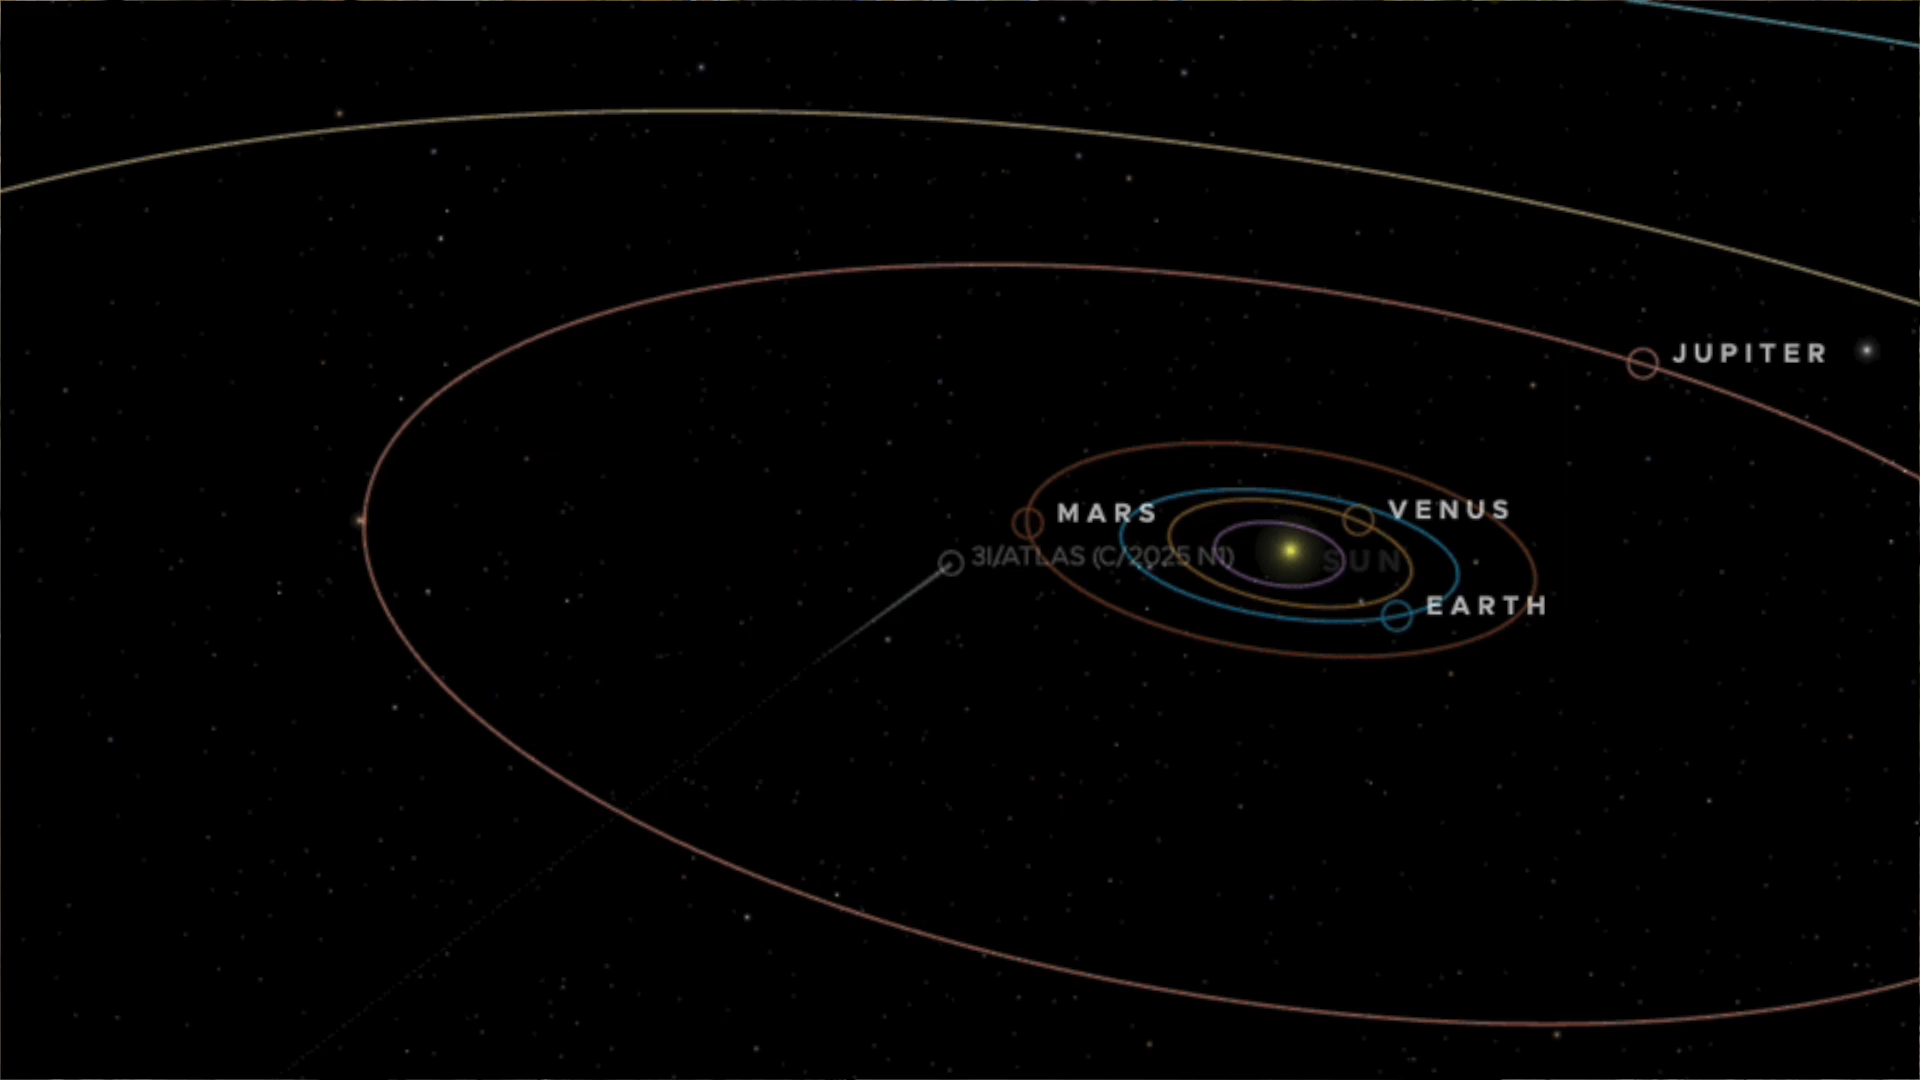 JUPITER
VENUS
MARS
3I/ATLAS (C/2025 N1)
SUN
EARTH